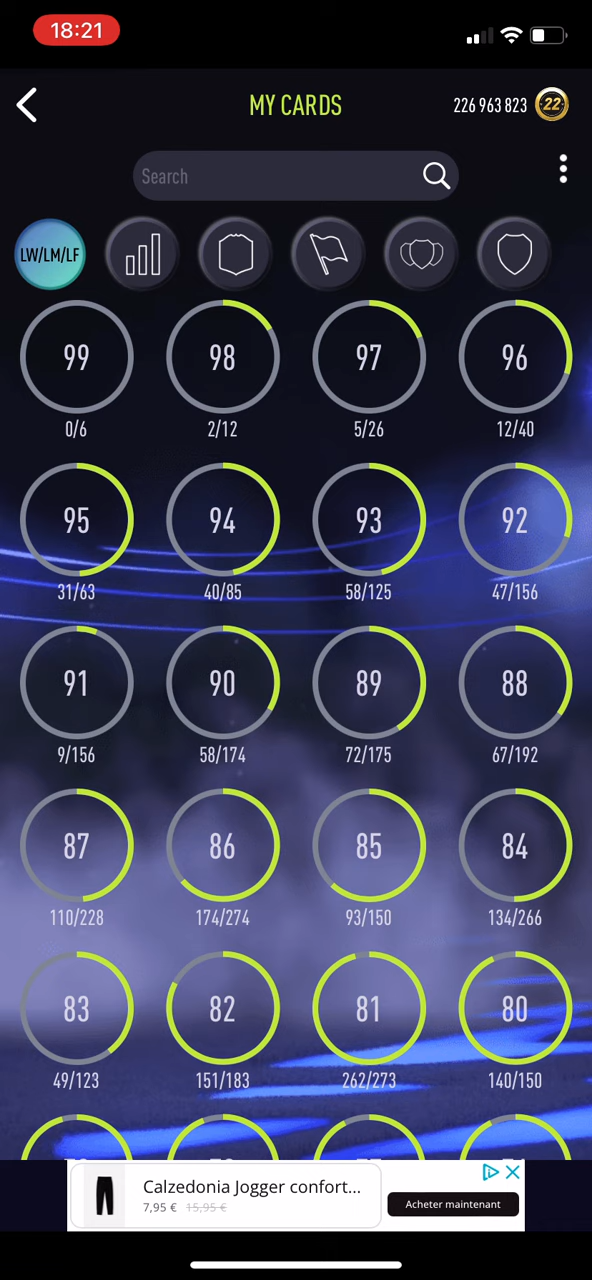 18:21
MY CARDS
226 963 823
22
Search
LW/LM/LF
99 98 97 96
0/6 2/12 5/26 12/40
95 94 93 92
31/63 40/85 58/125 47/156
91 90 89 88
9/156 58/174 72/175 67/192
87 86 85 84
110/228 174/274 93/150 134/266
83 82 81 80
49/123 151/183 262/273 140/150
Calzedonia Jogger confort...
7,95 € 15,95 €
Acheter maintenant